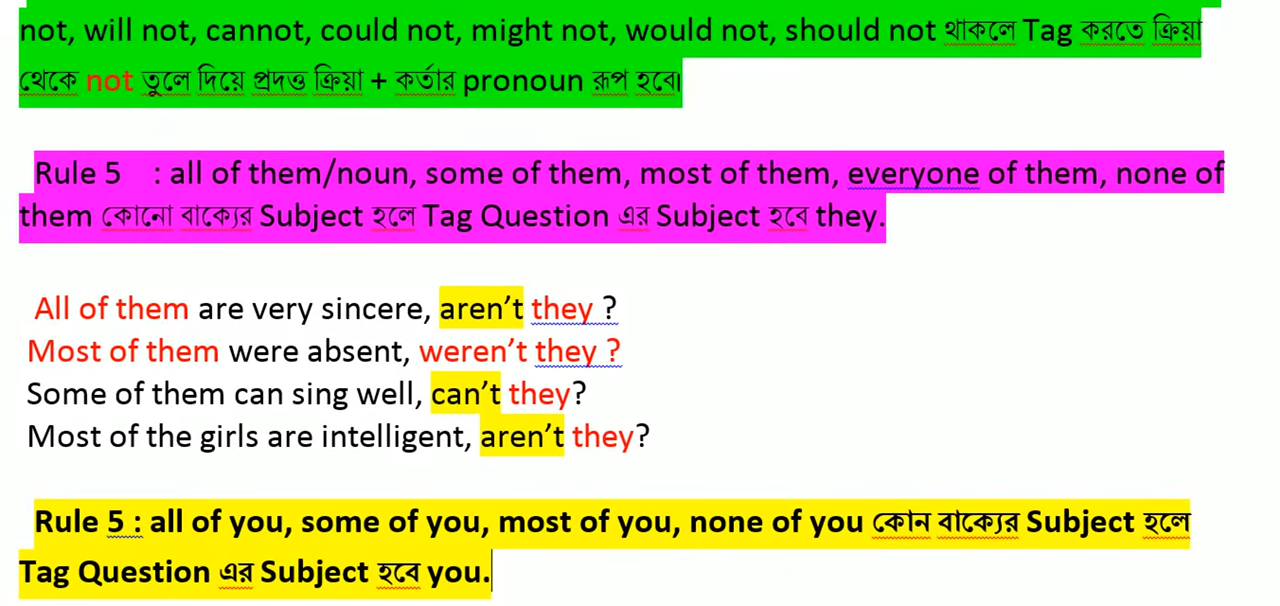 not, will not, cannot, could not, might not, would not, should not থাকলে Tag করতে ক্রিয়া
থেকে not তুলে দিয়ে প্রদত্ত ক্রিয়া + কর্তার pronoun রূপ হবে।
Rule 5 : all of them/noun, some of them, most of them, everyone of them, none of
them কোনো বাক্যের Subject হলে Tag Question এর Subject হবে they.
All of them are very sincere, aren’t they ?
Most of them were absent, weren’t they ?
Some of them can sing well, can’t they?
Most of the girls are intelligent, aren’t they?
Rule 5 : all of you, some of you, most of you, none of you কোন বাক্যের Subject হলে
Tag Question এর Subject হবে you.